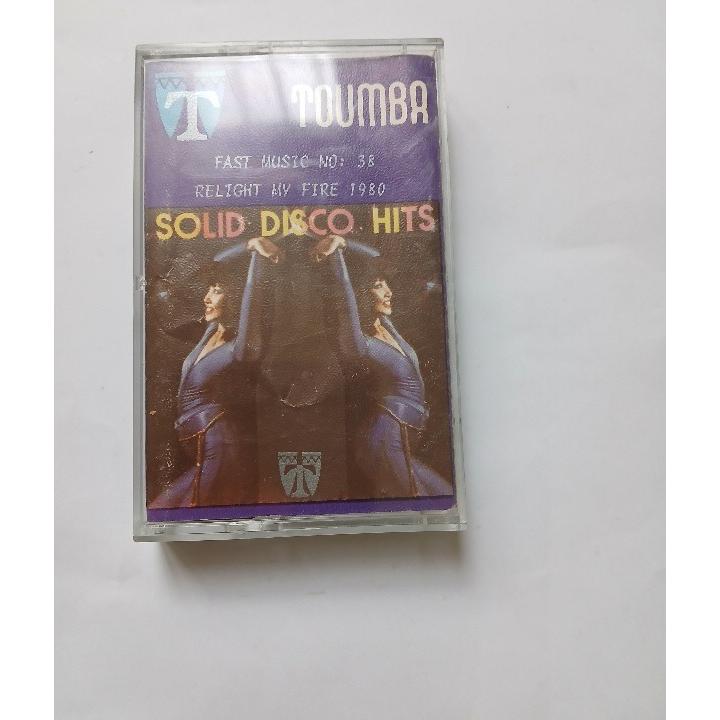 T
TOUMBA
FAST MUSIC NO: 38
RELIGHT MY FIRE 1980
SOLID DISCO HITS
T